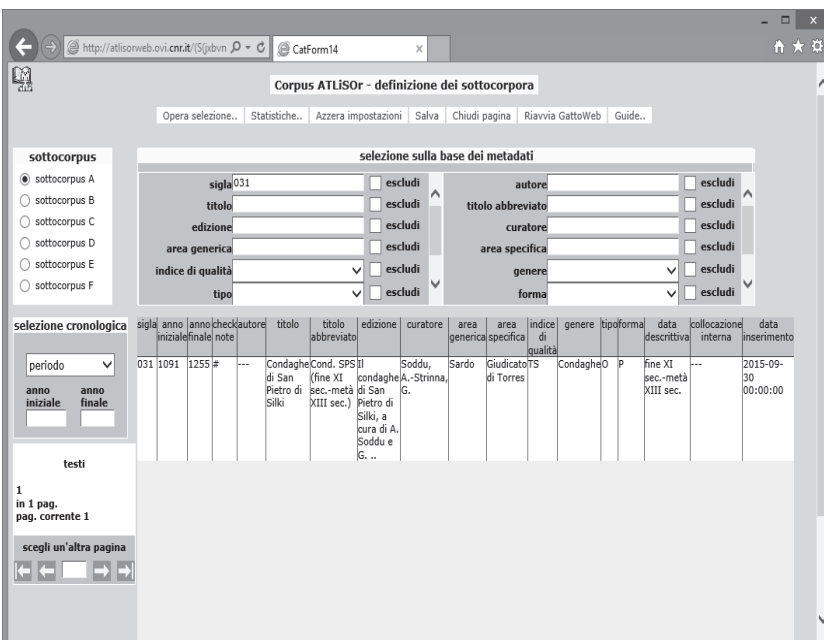 http://atlisorweb.ovi.cnr.it/(S(jxbvn
CatForm14
Corpus ATLiSOr - definizione dei sottocorpora
Opera selezione.. Statistiche.. Azzera impostazioni Salva Chiudi pagina Riavvia GattoWeb Guide..
sottocorpus
sottocorpus A
sottocorpus B
sottocorpus C
sottocorpus D
sottocorpus E
sottocorpus F
selezione sulla base dei metadati
sigla 031 escludi autore escludi
titolo escludi titolo abbreviato escludi
edizione escludi curatore escludi
area generica escludi area specifica escludi
indice di qualità escludi genere escludi
tipo escludi forma escludi
selezione cronologica
periodo
anno iniziale
anno finale
testi
1
in 1 pag.
pag. corrente 1
scegli un'altra pagina
sigla
anno iniziale
anno finale
check note
autore
titolo
titolo abbreviato
edizione
curatore
area generica
area specifica
indice di qualità
genere
tipo
forma
data descrittiva
collocazione interna
data inserimento
031
1091
1255
#
---
Condaghe
di San
Pietro di
Silki
Cond. SPS
(fine XI
sec.-metà
XIII sec.)
Il
condaghe
di San
Pietro di
Silki, a
cura di A.
Soddu e
G. ..
Soddu,
A.-Strinna,
G.
Sardo
Giudicato
di Torres
TS
Condaghe
O
P
fine XI
sec.-metà
XIII sec.
---
2015-09-
30
00:00:00